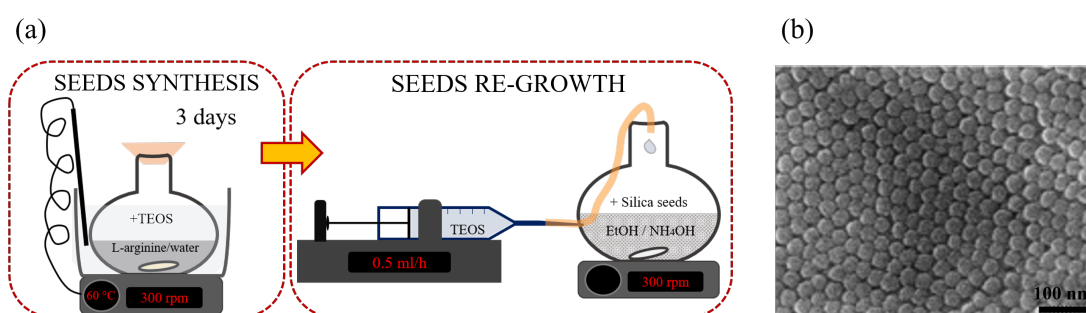 (a)
(b)
SEEDS SYNTHESIS
3 days
+TEOS
L-arginine/water
60 °C
300 rpm
SEEDS RE-GROWTH
TEOS
0.5 ml/h
+ Silica seeds
EtOH / NH4OH
300 rpm
100 nm